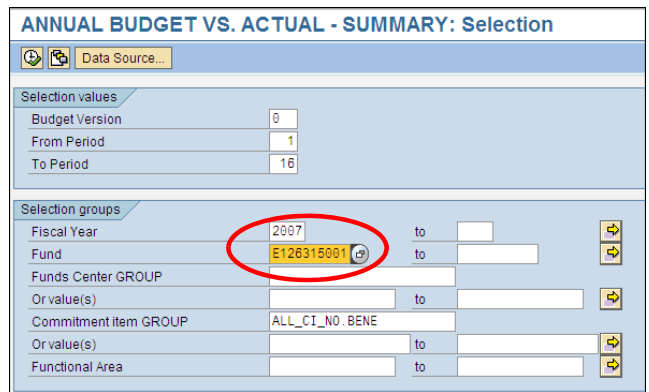 ANNUAL BUDGET VS. ACTUAL - SUMMARY: Selection
Data Source...
Selection values
Budget Version 0
From Period 1
To Period 16
Selection groups
Fiscal Year 2007 to
Fund E126315001 to
Funds Center GROUP
Or value(s) to
Commitment item GROUP ALL_CI_NO.BENE
Or value(s) to
Functional Area to